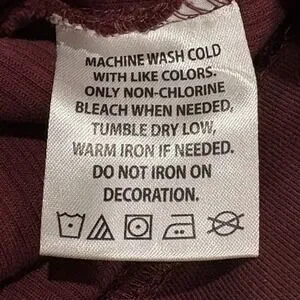 MACHINE WASH COLD
WITH LIKE COLORS.
ONLY NON-CHLORINE
BLEACH WHEN NEEDED,
TUMBLE DRY LOW,
WARM IRON IF NEEDED.
DO NOT IRON ON
DECORATION.